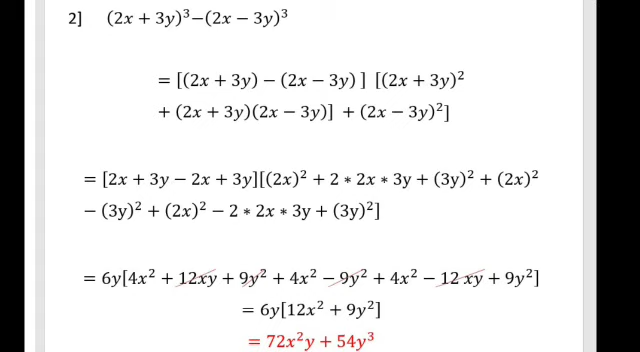 2] (2x + 3y)³−(2x − 3y)³
= [(2x + 3y) − (2x − 3y) ] [(2x + 3y)²
+ (2x + 3y)(2x − 3y)] + (2x − 3y)²]
= [2x + 3y − 2x + 3y][(2x)² + 2 ∗ 2x ∗ 3y + (3y)² + (2x)²
− (3y)² + (2x)² − 2 ∗ 2x ∗ 3y + (3y)²]
= 6y[4x² + 12xy + 9y² + 4x² − 9y² + 4x² − 12 xy + 9y²]
= 6y[12x² + 9y²]
= 72x²y + 54y³